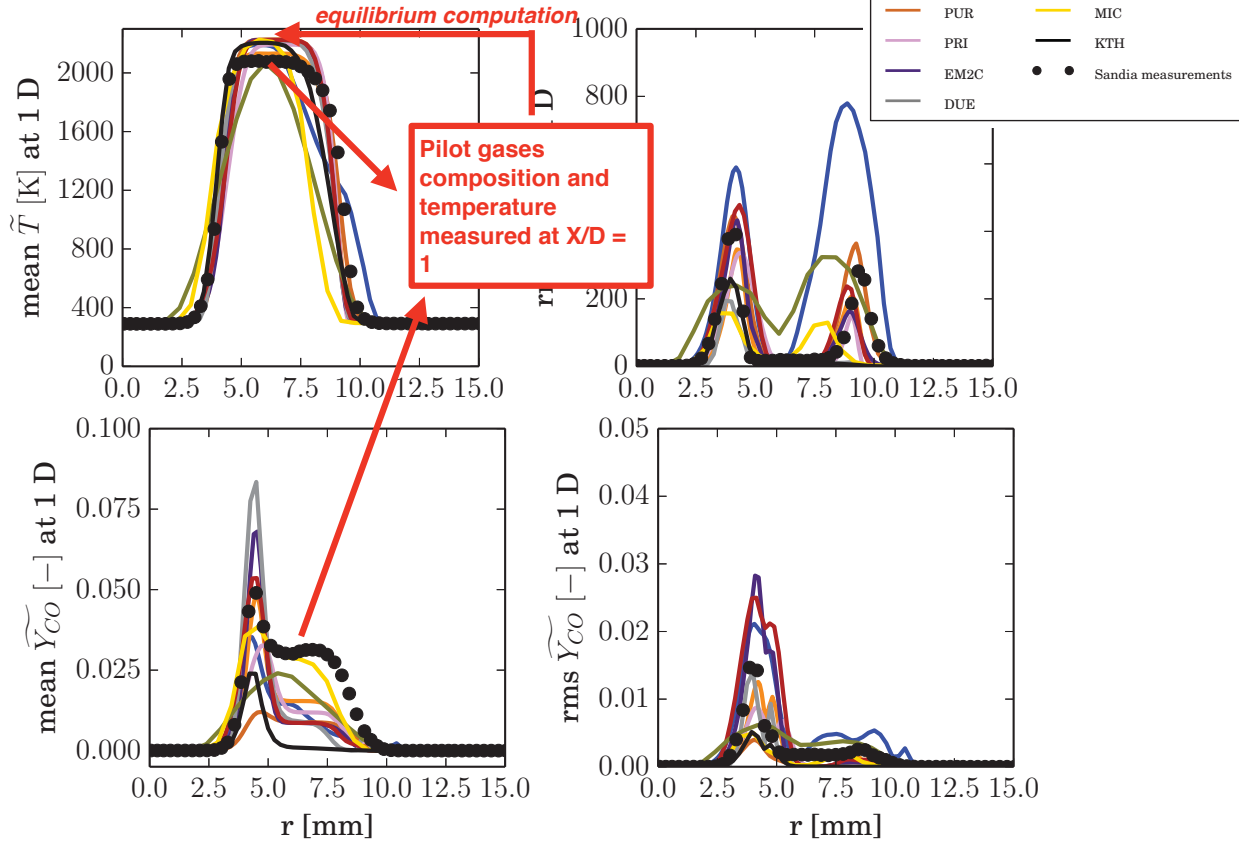 equilibrium computation
PUR
MIC
PRI
KTH
EM2C
Sandia measurements
DUE
mean T̃ [K] at 1 D
2000
1600
1200
800
400
0
0.0 2.5 5.0 7.5 10.0 12.5 15.0
Pilot gases
composition and
temperature
measured at X/D =
1
1000
800
200
0
D
0.0 2.5 5.0 7.5 10.0 12.5 15.0
mean ỸCO [−] at 1 D
0.100
0.075
0.050
0.025
0.000
0.0 2.5 5.0 7.5 10.0 12.5 15.0
r [mm]
rms ỸCO [−] at 1 D
0.05
0.04
0.03
0.02
0.01
0.00
0.0 2.5 5.0 7.5 10.0 12.5 15.0
r [mm]